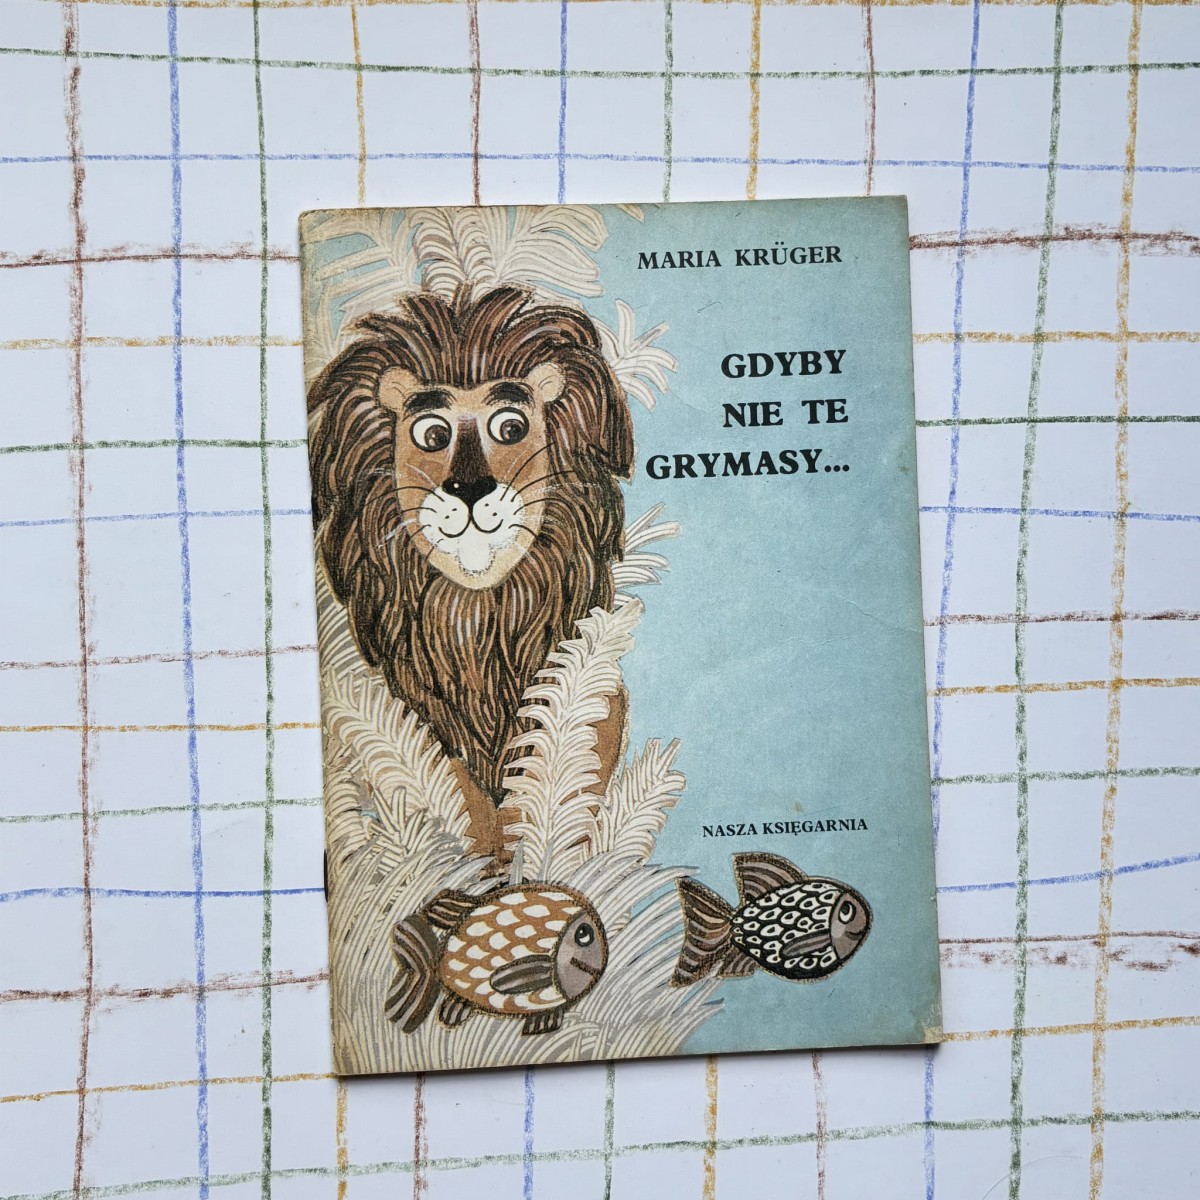 MARIA KRÜGER
GDYBY
NIE TE
GRYMASY...
NASZA KSIĘGARNIA